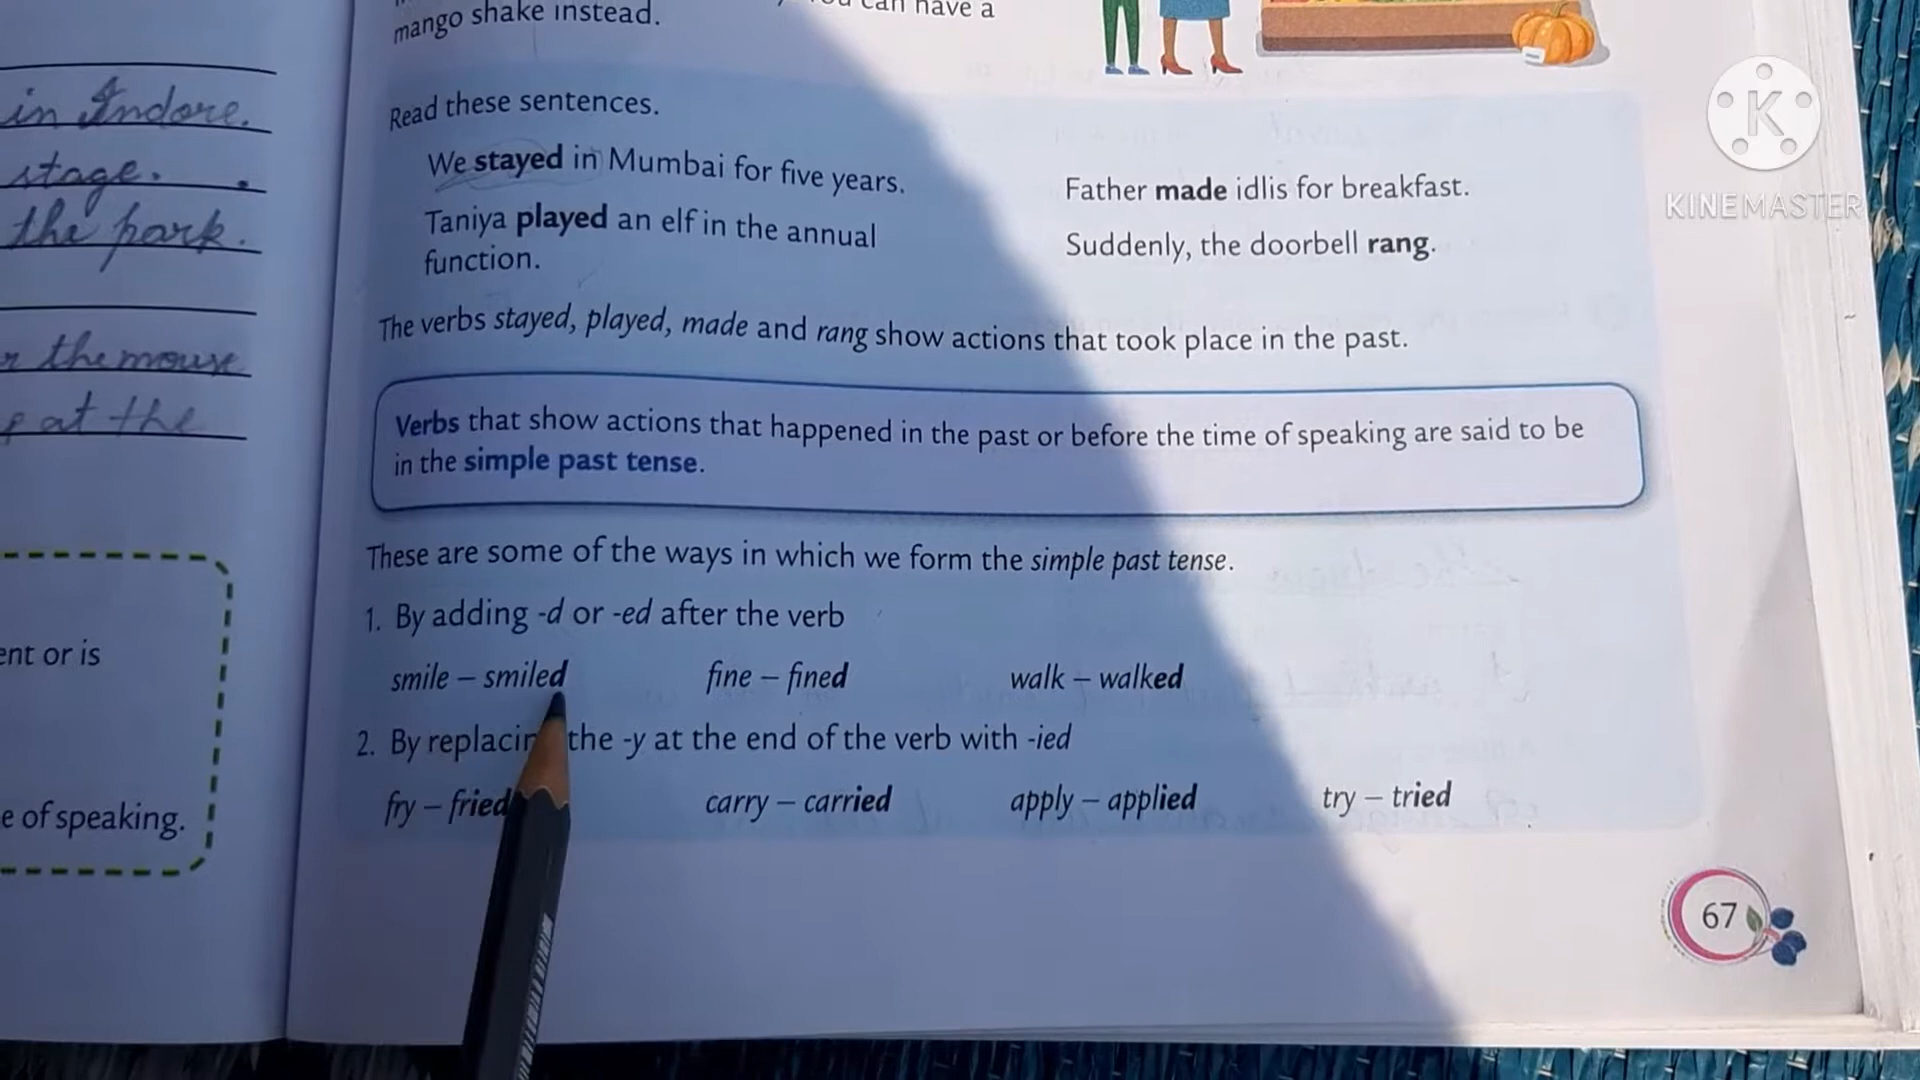 in Indore.
stage.
the park.
the mouse
at the
ent or is
e of speaking.
can have a
mango shake instead.
Read these sentences.
We stayed in Mumbai for five years.
Taniya played an elf in the annual
function.
Father made idlis for breakfast.
Suddenly, the doorbell rang.
The verbs stayed, played, made and rang show actions that took place in the past.
Verbs that show actions that happened in the past or before the time of speaking are said to be
in the simple past tense.
These are some of the ways in which we form the simple past tense.
1. By adding -d or -ed after the verb
smile – smiled fine – fined walk – walked
2. By replacin the -y at the end of the verb with -ied
fry – fried carry – carried apply – applied try – tried
67
K
KINEMASTER